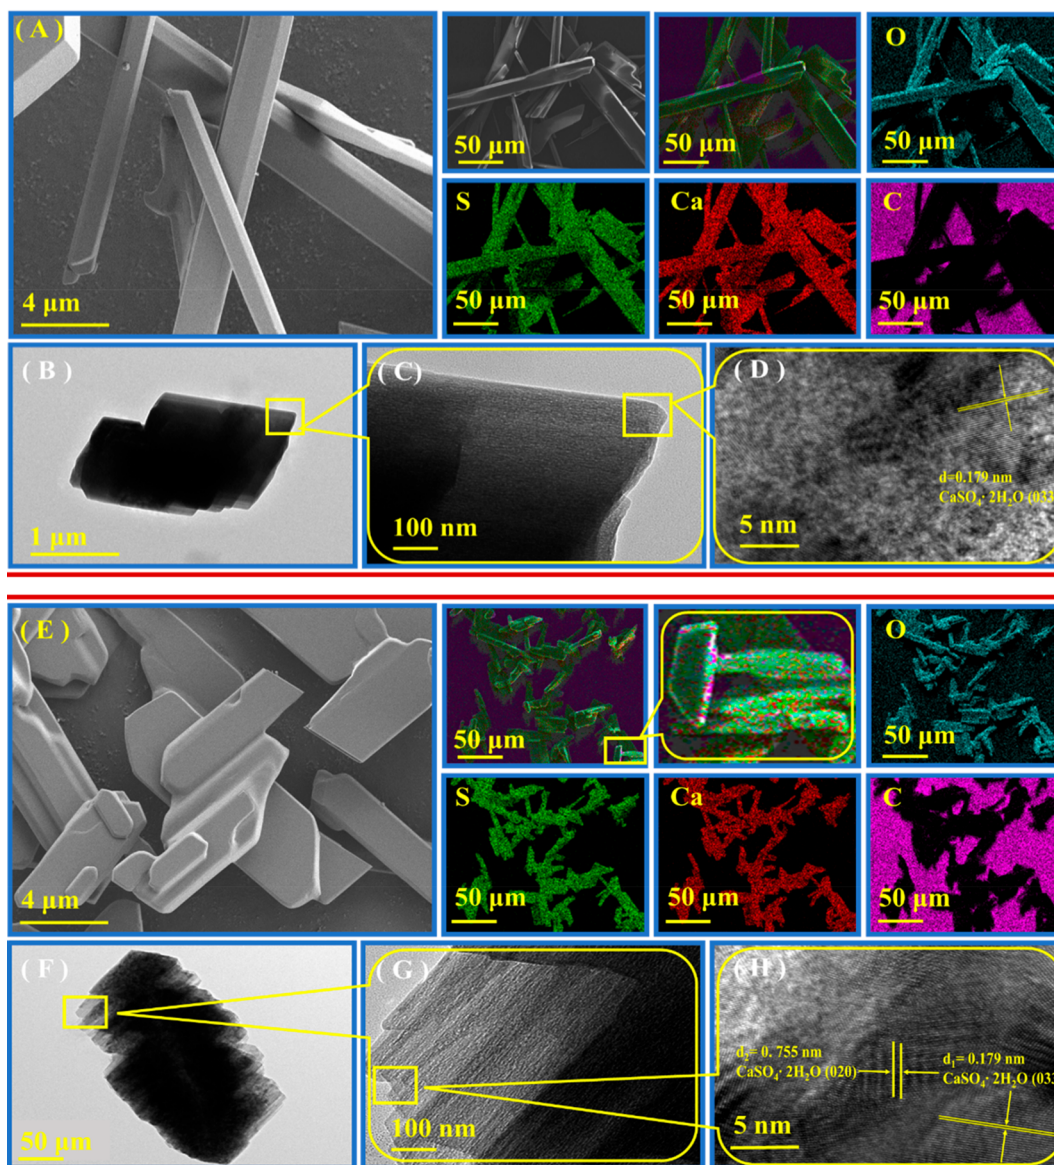 ( A )
4 μm
50 μm
50 μm
O
50 μm
S
50 μm
Ca
50 μm
C
50 μm
( B )
1 μm
( C )
100 nm
( D )
d=0.179 nm
CaSO₄· 2H₂O (033
5 nm
( E )
4 μm
50 μm
O
50 μm
S
50 μm
Ca
50 μm
C
50 μm
( F )
50 μm
( G )
100 nm
( H )
d₂= 0. 755 nm
CaSO₄· 2H₂O (020)
d₁= 0.179 nm
CaSO₄· 2H₂O (033
5 nm